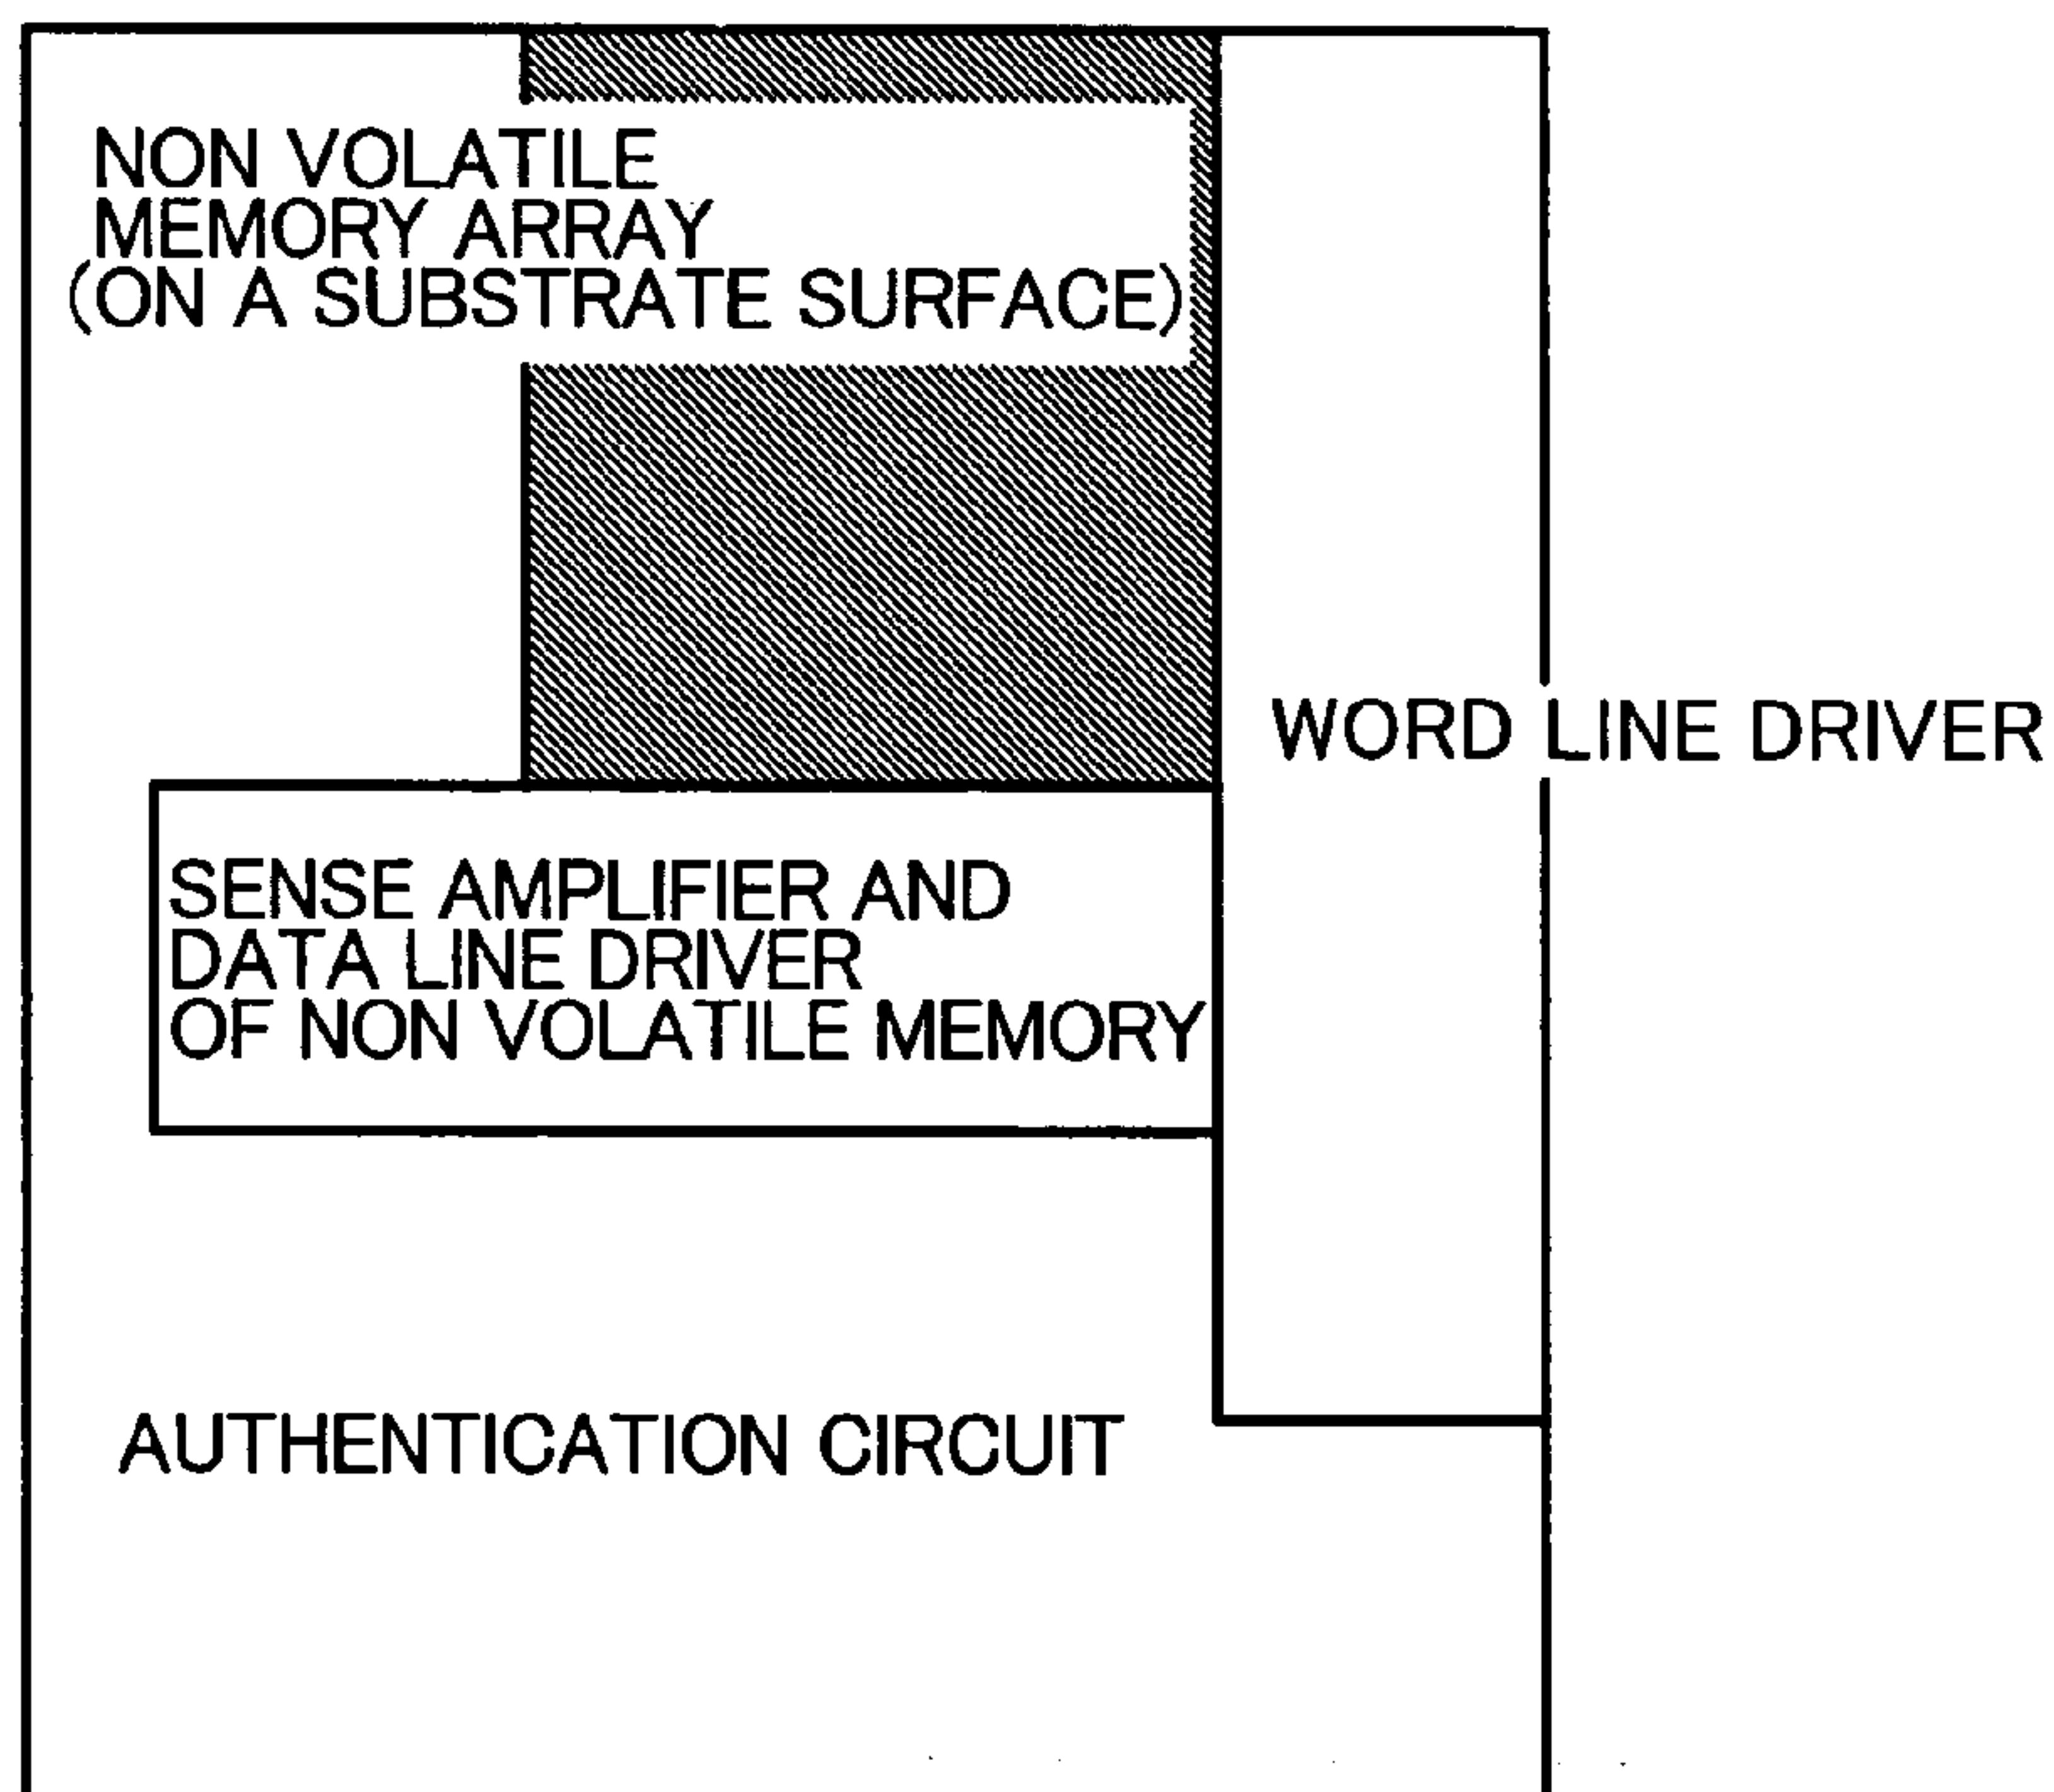 NON VOLATILE
MEMORY ARRAY
(ON A SUBSTRATE SURFACE)
WORD LINE DRIVER
SENSE AMPLIFIER AND
DATA LINE DRIVER
OF NON VOLATILE MEMORY
AUTHENTICATION CIRCUIT